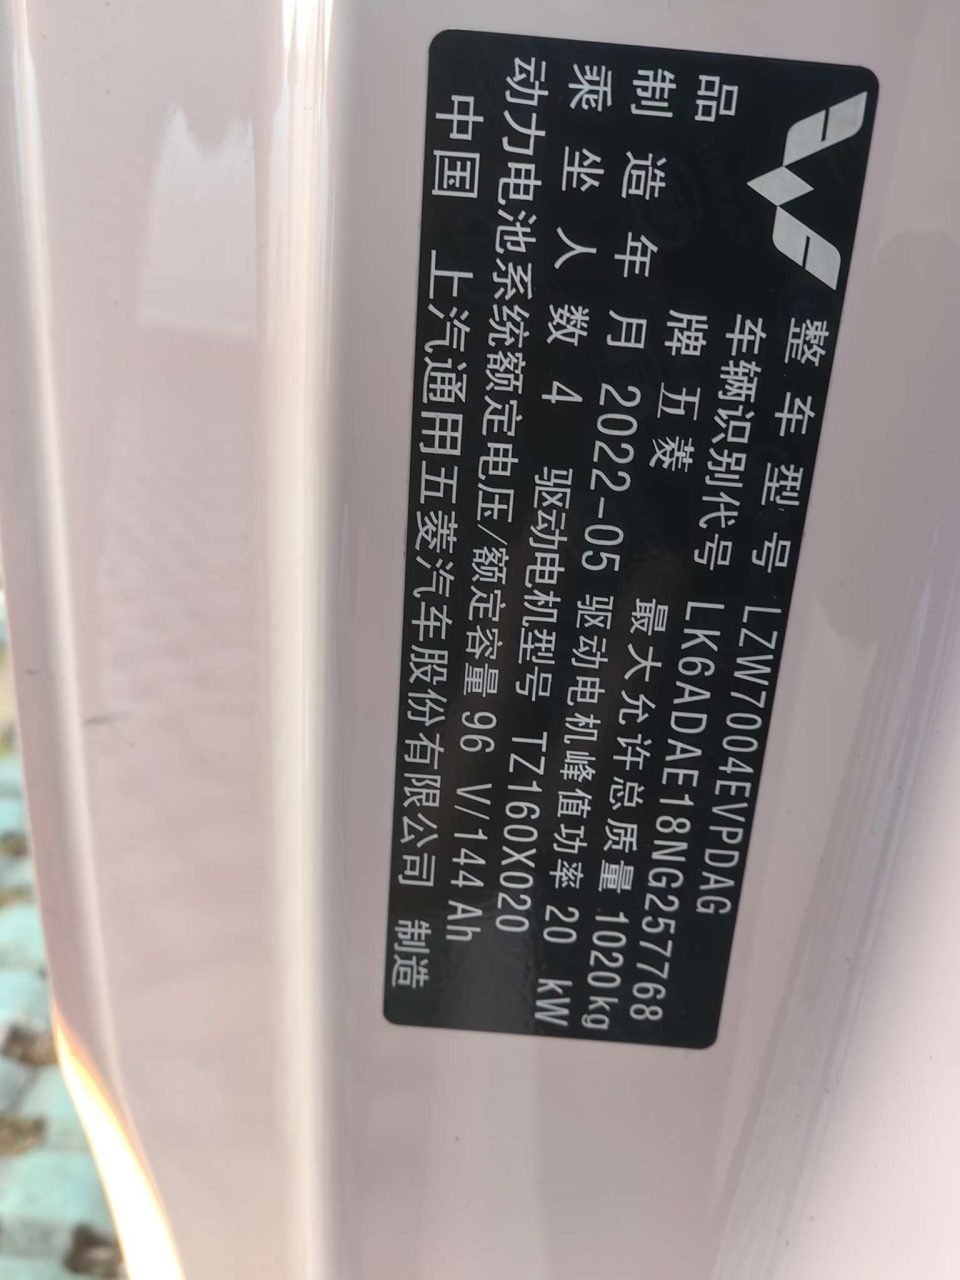 整车型号 LZW7004EVPDAG
车辆识别代号 LK6ADAE18NG257768
品牌 五菱 最大允许总质量 1020kg
制造年月 2022-05 驱动电机峰值功率 20 kW
乘坐人数 4 驱动电机型号 TZ160X020
动力电池系统额定电压/额定容量 96 V/144Ah
中国 上汽通用五菱汽车股份有限公司 制造